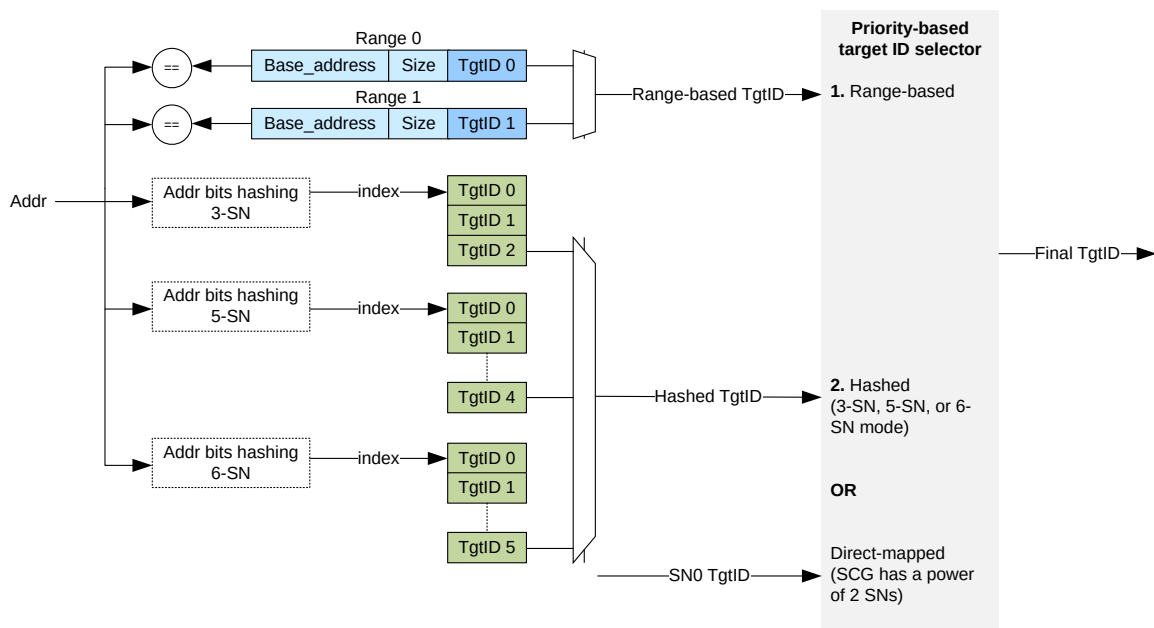 Priority-based
target ID selector
Range 0
== Base_address Size TgtID 0
Range-based TgtID
1. Range-based
Range 1
== Base_address Size TgtID 1
Addr
Addr bits hashing
3-SN
index
TgtID 0
TgtID 1
TgtID 2
Final TgtID
Addr bits hashing
5-SN
index
TgtID 0
TgtID 1
TgtID 4
Hashed TgtID
2. Hashed
(3-SN, 5-SN, or 6-
SN mode)
Addr bits hashing
6-SN
index
TgtID 0
TgtID 1
TgtID 5
OR
SN0 TgtID
Direct-mapped
(SCG has a power
of 2 SNs)